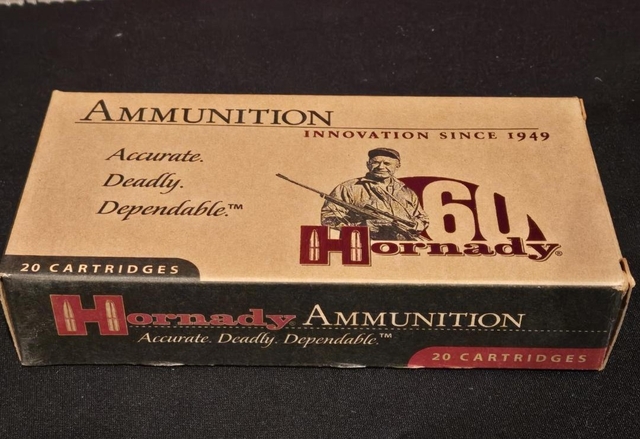 AMMUNITION
INNOVATION SINCE 1949
Accurate.
Deadly.
Dependable.™
60
Hornady®
20 CARTRIDGES
Hornady AMMUNITION
Accurate. Deadly. Dependable.™
20 CARTRIDGES